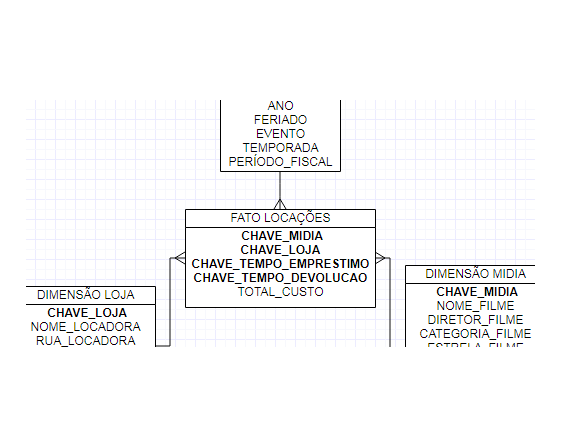 ANO
FERIADO
EVENTO
TEMPORADA
PERÍODO_FISCAL
FATO LOCAÇÕES
CHAVE_MIDIA
CHAVE_LOJA
CHAVE_TEMPO_EMPRESTIMO
CHAVE_TEMPO_DEVOLUCAO
TOTAL_CUSTO
DIMENSÃO LOJA
CHAVE_LOJA
NOME_LOCADORA
RUA_LOCADORA
DIMENSÃO MIDIA
CHAVE_MIDIA
NOME_FILME
DIRETOR_FILME
CATEGORIA_FILME
ESTRELA_FILME